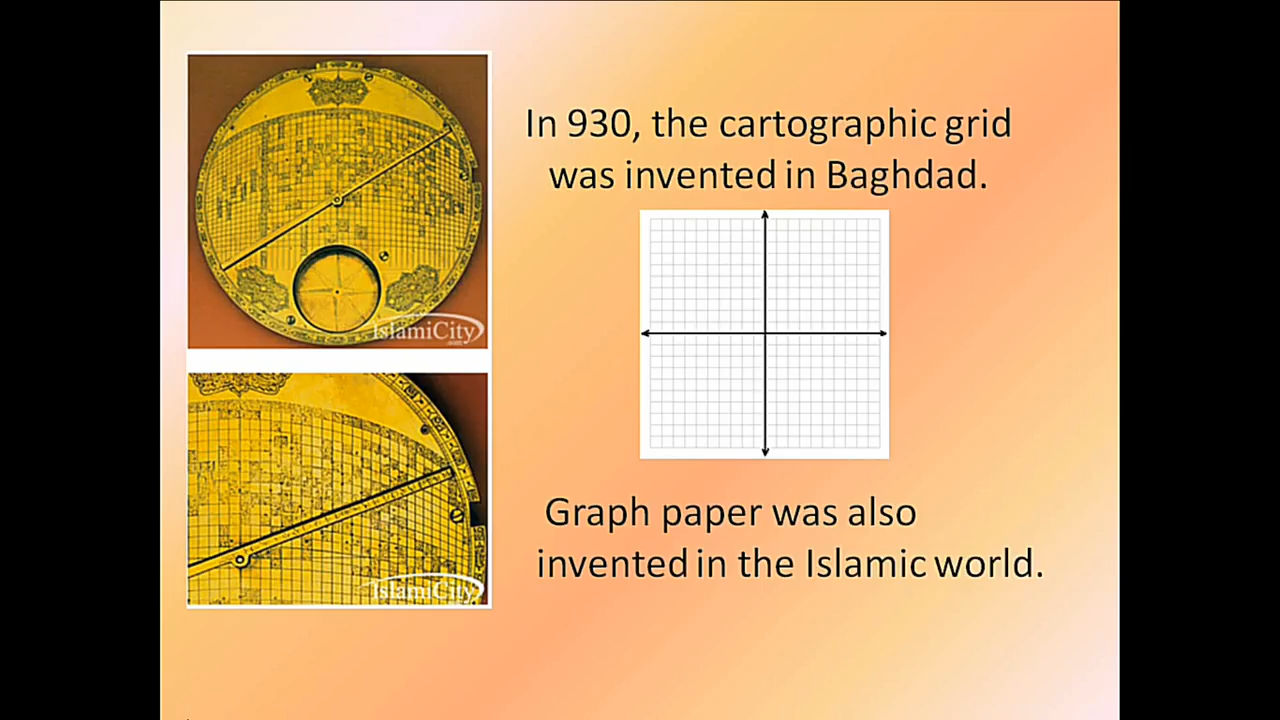 In 930, the cartographic grid
was invented in Baghdad.
IslamiCity
.com
Graph paper was also
invented in the Islamic world.
IslamiCity